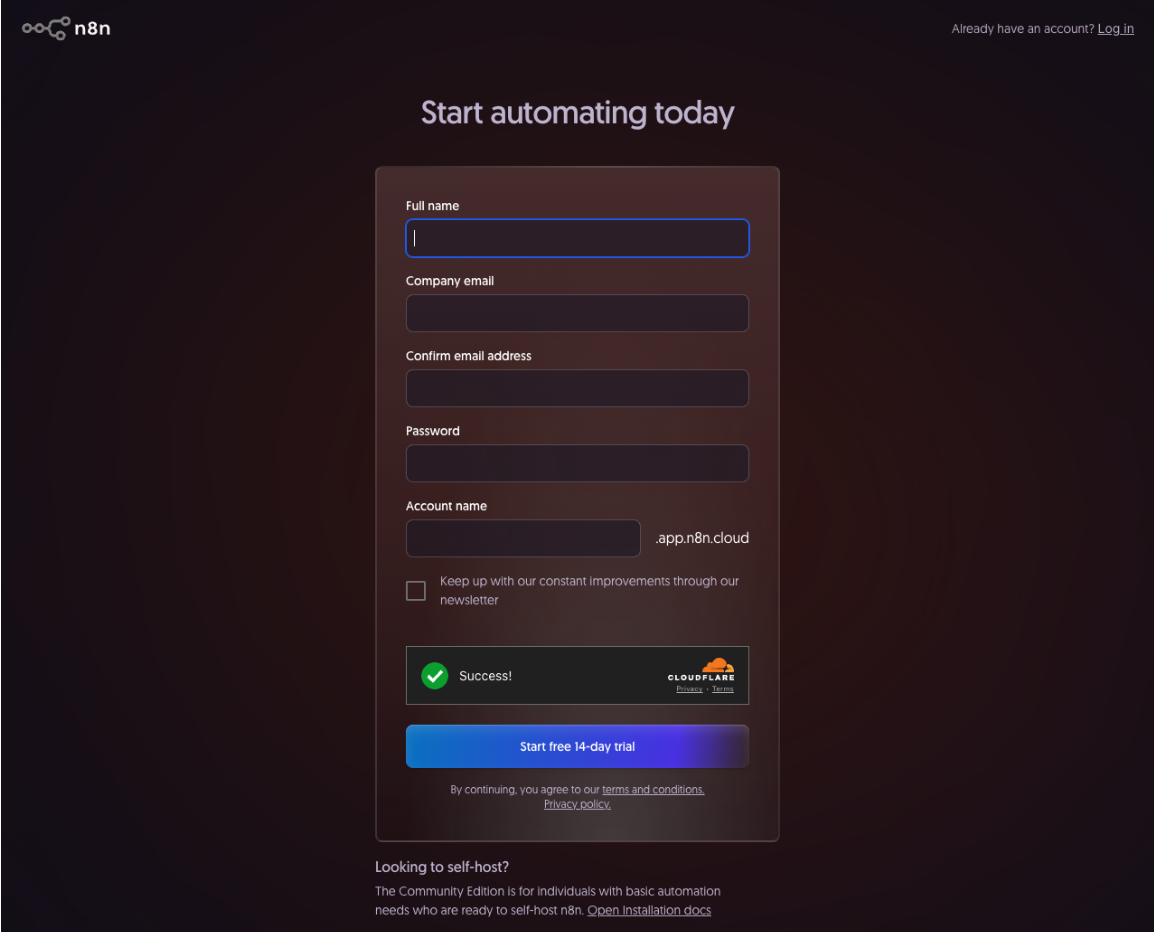 n8n
Already have an account? Log in
Start automating today
Full name
Company email
Confirm email address
Password
Account name
.app.n8n.cloud
Keep up with our constant improvements through our
newsletter
Success!
CLOUDFLARE
Privacy • Terms
Start free 14-day trial
By continuing, you agree to our terms and conditions.
Privacy policy.
Looking to self-host?
The Community Edition is for individuals with basic automation
needs who are ready to self-host n8n. Open Installation docs